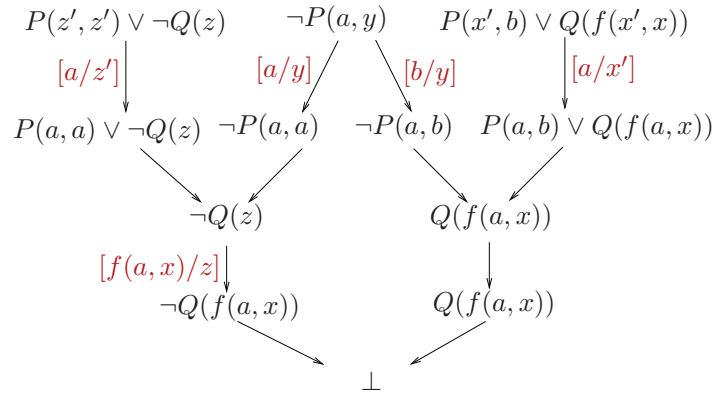 P(z′, z′) ∨ ¬Q(z) ¬P(a, y) P(x′, b) ∨ Q(f(x′, x))
[a/z′] [a/y] [b/y] [a/x′]
P(a, a) ∨ ¬Q(z) ¬P(a, a) ¬P(a, b) P(a, b) ∨ Q(f(a, x))
¬Q(z) Q(f(a, x))
[f(a, x)/z]
¬Q(f(a, x)) Q(f(a, x))
⊥